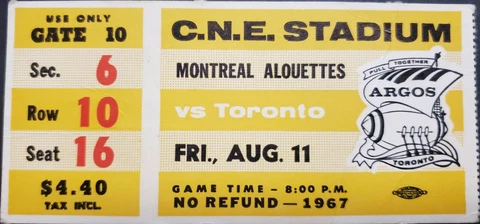 USE ONLY
GATE 10
Sec. 6
Row 10
Seat 16
$4.40
TAX INCL.
C.N.E. STADIUM
MONTREAL ALOUETTES
vs Toronto
FRI., AUG. 11
GAME TIME – 8:00 P.M.
NO REFUND – 1967
PULL TOGETHER
ARGOS
TORONTO